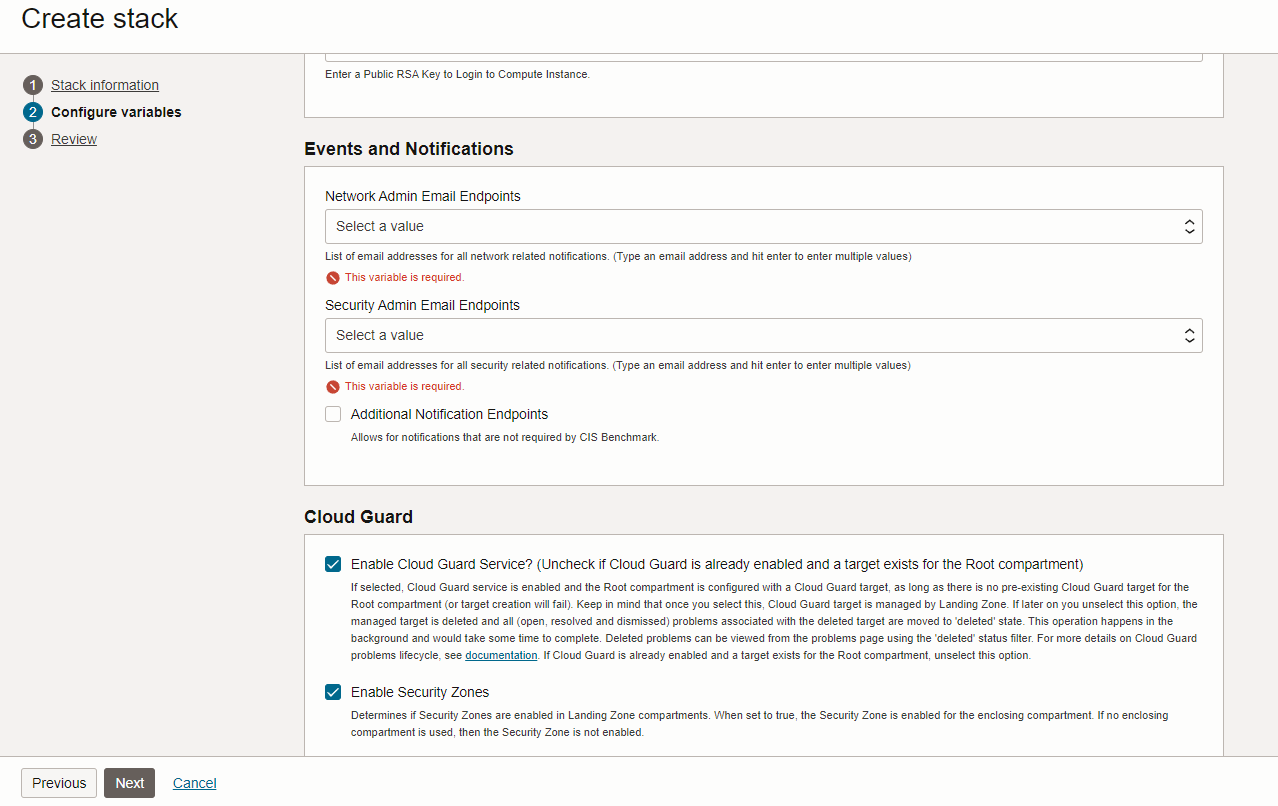 Create stack
1 Stack information
2 Configure variables
3 Review
Enter a Public RSA Key to Login to Compute Instance.
Events and Notifications
Network Admin Email Endpoints
Select a value
List of email addresses for all network related notifications. (Type an email address and hit enter to enter multiple values)
This variable is required.
Security Admin Email Endpoints
Select a value
List of email addresses for all security related notifications. (Type an email address and hit enter to enter multiple values)
This variable is required.
Additional Notification Endpoints
Allows for notifications that are not required by CIS Benchmark.
Cloud Guard
Enable Cloud Guard Service? (Uncheck if Cloud Guard is already enabled and a target exists for the Root compartment)
If selected, Cloud Guard service is enabled and the Root compartment is configured with a Cloud Guard target, as long as there is no pre-existing Cloud Guard target for the
Root compartment (or target creation will fail). Keep in mind that once you select this, Cloud Guard target is managed by Landing Zone. If later on you unselect this option, the
managed target is deleted and all (open, resolved and dismissed) problems associated with the deleted target are moved to 'deleted' state. This operation happens in the
background and would take some time to complete. Deleted problems can be viewed from the problems page using the 'deleted' status filter. For more details on Cloud Guard
problems lifecycle, see documentation. If Cloud Guard is already enabled and a target exists for the Root compartment, unselect this option.
Enable Security Zones
Determines if Security Zones are enabled in Landing Zone compartments. When set to true, the Security Zone is enabled for the enclosing compartment. If no enclosing
compartment is used, then the Security Zone is not enabled.
Previous Next Cancel